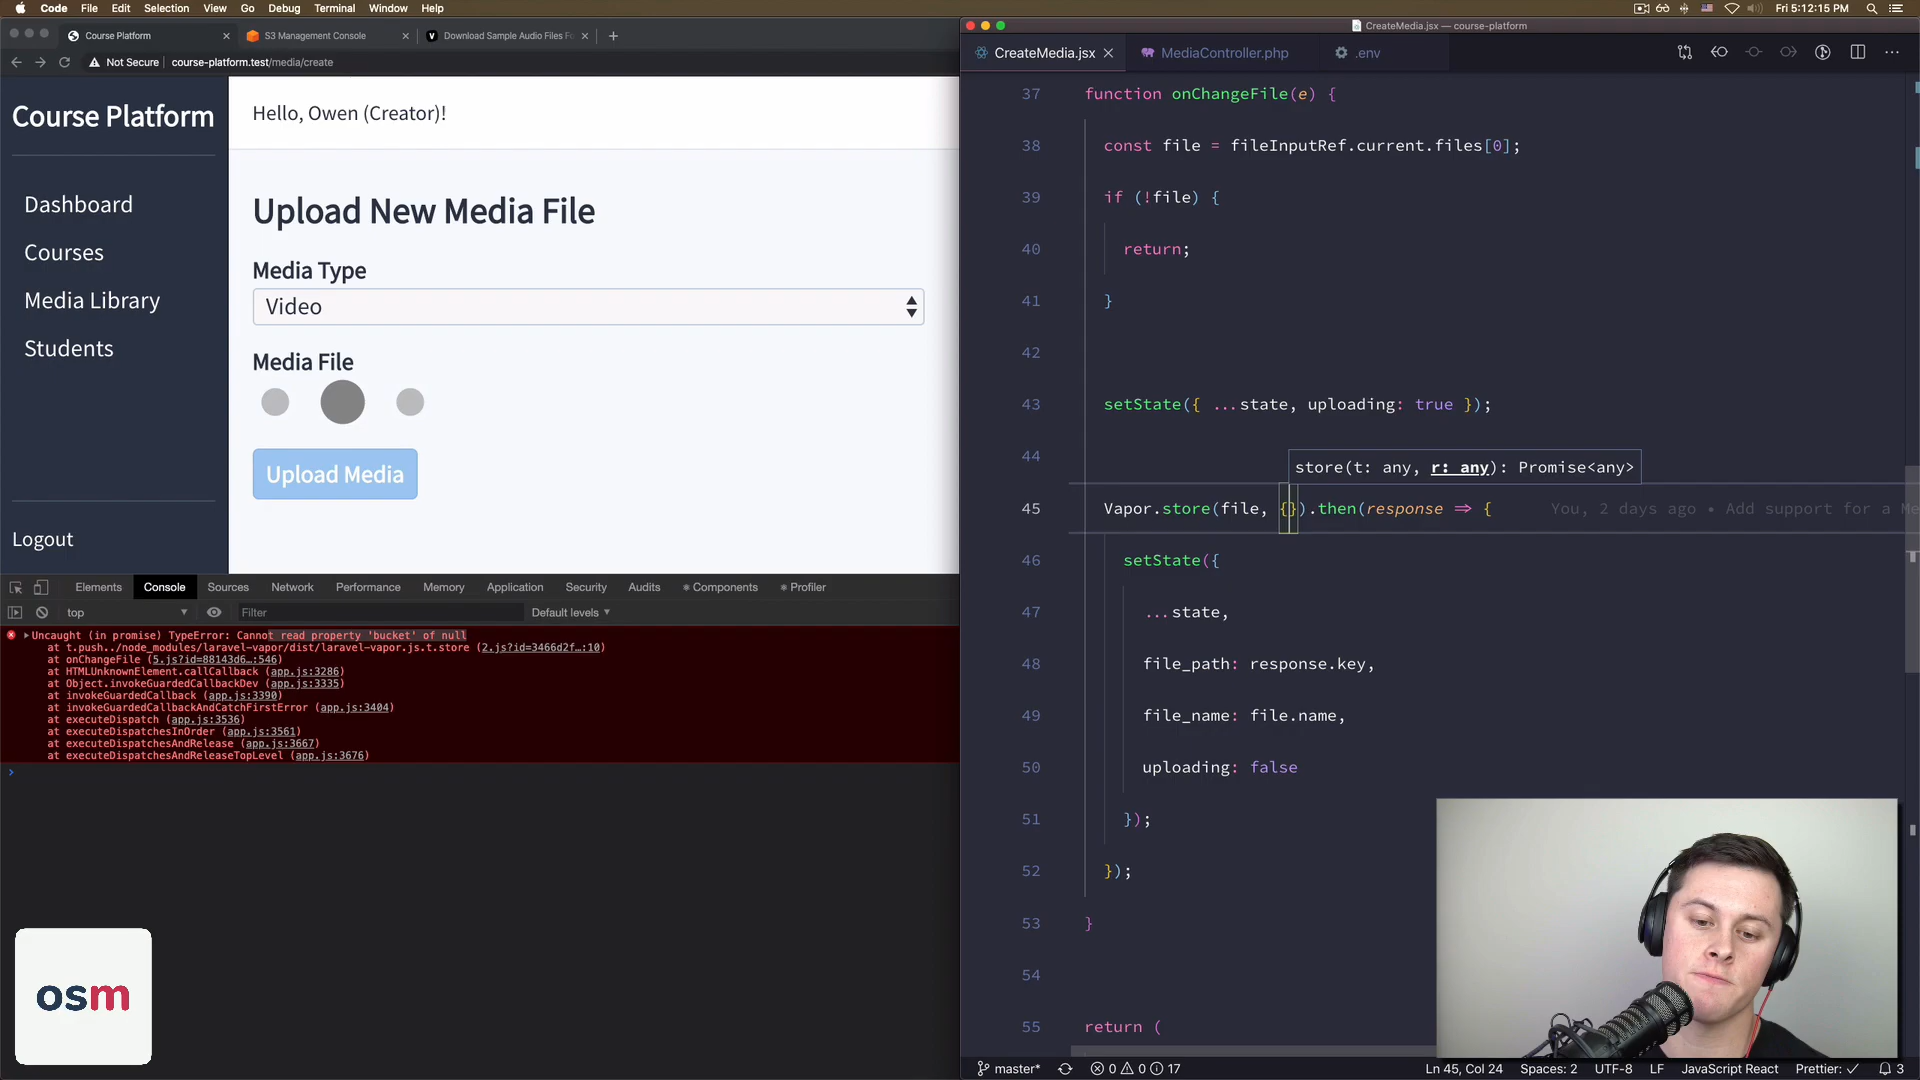 Code File Edit Selection View Go Debug Terminal Window Help
Fri 5:12:15 PM
Course Platform
S3 Management Console
Download Sample Audio Files Fo
Not Secure | course-platform.test/media/create
Course Platform
Dashboard
Courses
Media Library
Students
Logout
Hello, Owen (Creator)!
Upload New Media File
Media Type
Video
Media File
Upload Media
Elements Console Sources Network Performance Memory Application Security Audits Components Profiler
top Filter Default levels
Uncaught (in promise) TypeError: Cannot read property 'bucket' of null
at t.push../node_modules/laravel-vapor/dist/laravel-vapor.js.t.store (2.js?id=3466d2f…:10)
at onChangeFile (5.js?id=88143d6…:546)
at HTMLUnknownElement.callCallback (app.js:3286)
at Object.invokeGuardedCallbackDev (app.js:3335)
at invokeGuardedCallback (app.js:3390)
at invokeGuardedCallbackAndCatchFirstError (app.js:3404)
at executeDispatch (app.js:3536)
at executeDispatchesInOrder (app.js:3561)
at executeDispatchesAndRelease (app.js:3667)
at executeDispatchesAndReleaseTopLevel (app.js:3676)
osm
CreateMedia.jsx — course-platform
CreateMedia.jsx MediaController.php .env
37 function onChangeFile(e) {
38 const file = fileInputRef.current.files[0];
39 if (!file) {
40 return;
41 }
42
43 setState({ ...state, uploading: true });
44
store(t: any, r: any): Promise<any>
45 Vapor.store(file, {}).then(response => { You, 2 days ago • Add support for a Me
46 setState({
47 ...state,
48 file_path: response.key,
49 file_name: file.name,
50 uploading: false
51 });
52 });
53 }
54
55 return (
master* 0 0 17 Ln 45, Col 24 Spaces: 2 UTF-8 LF JavaScript React Prettier: ✓ 3